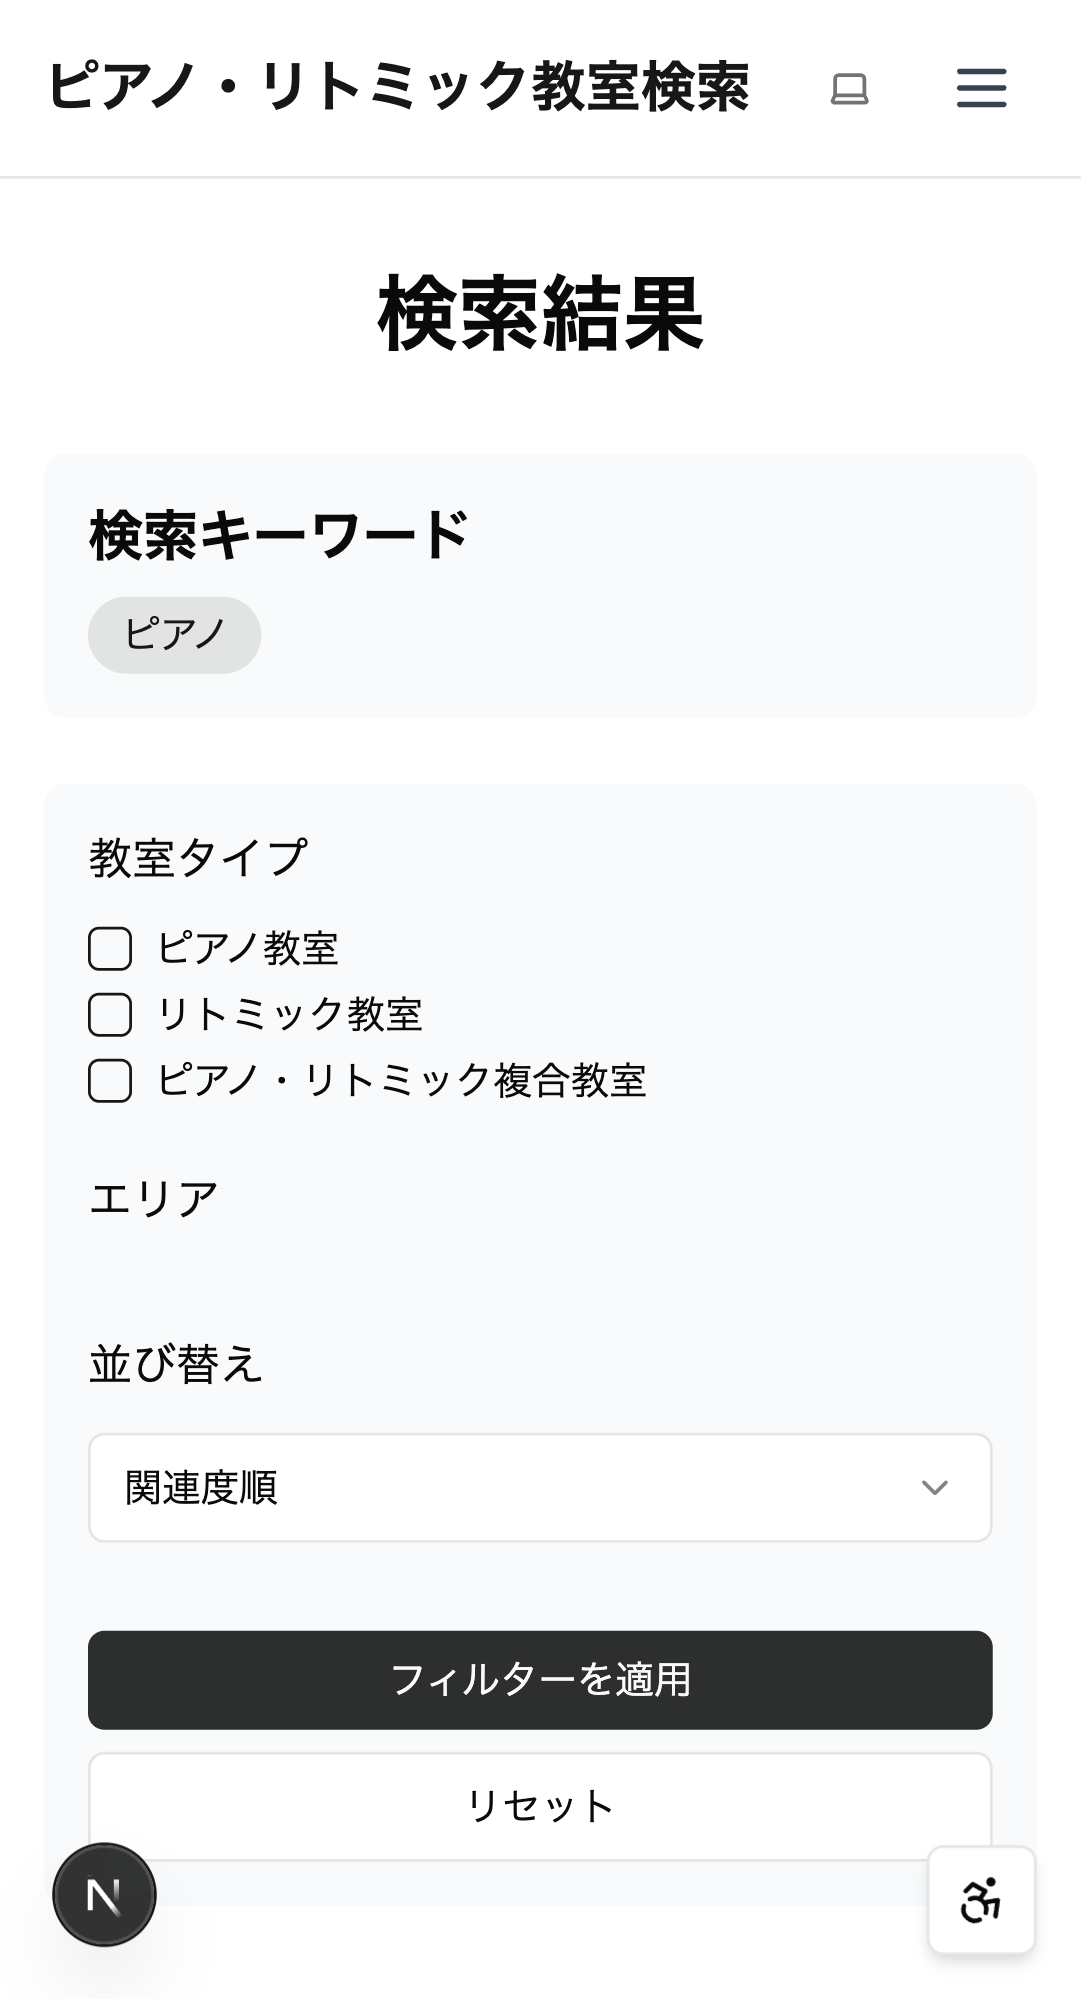 ピアノ・リトミック教室検索
検索結果
検索キーワード
ピアノ
教室タイプ
ピアノ教室
リトミック教室
ピアノ・リトミック複合教室
エリア
並び替え
関連度順
フィルターを適用
リセット
N